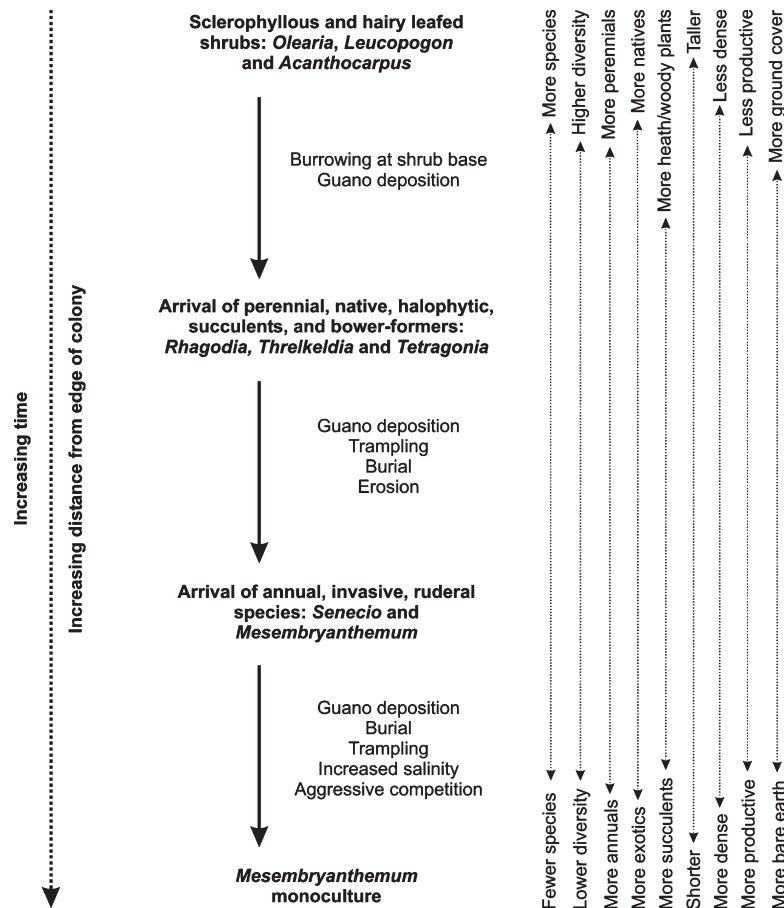 Sclerophyllous and hairy leafed
shrubs: Olearia, Leucopogon
and Acanthocarpus
Burrowing at shrub base
Guano deposition
Arrival of perennial, native, halophytic,
succulents, and bower-formers:
Rhagodia, Threlkeldia and Tetragonia
Guano deposition
Trampling
Burial
Erosion
Arrival of annual, invasive, ruderal
species: Senecio and
Mesembryanthemum
Guano deposition
Burial
Trampling
Increased salinity
Aggressive competition
Mesembryanthemum
monoculture
Increasing time
Increasing distance from edge of colony
More species
Higher diversity
More perennials
More natives
More heath/woody plants
Taller
Less dense
Less productive
More ground cover
Fewer species
Lower diversity
More annuals
More exotics
More succulents
Shorter
More dense
More productive
More bare earth